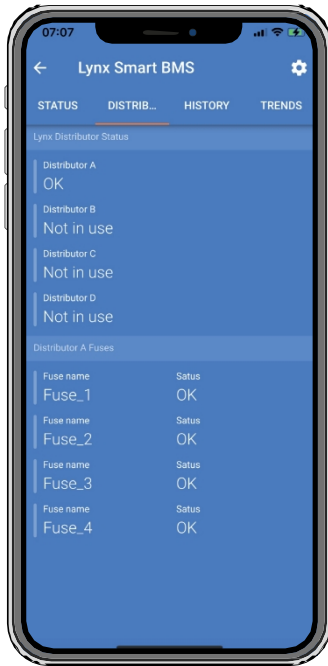 07:07
Lynx Smart BMS
STATUS DISTRIB... HISTORY TRENDS
Lynx Distributor Status
Distributor A
OK
Distributor B
Not in use
Distributor C
Not in use
Distributor D
Not in use
Distributor A Fuses
Fuse name Satus
Fuse_1 OK
Fuse name Satus
Fuse_2 OK
Fuse name Satus
Fuse_3 OK
Fuse name Satus
Fuse_4 OK